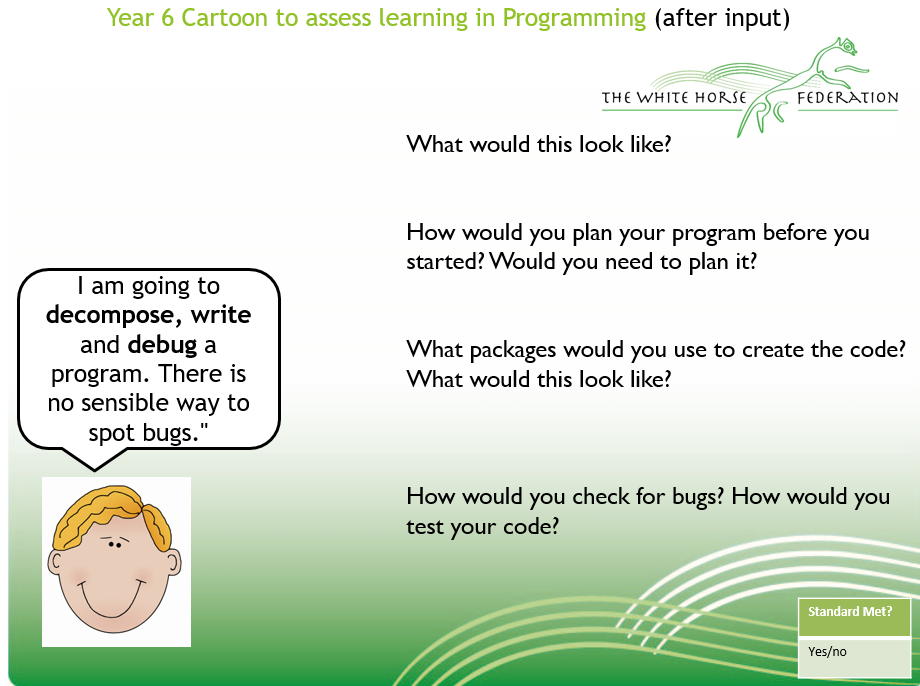 Year 6 Cartoon to assess learning in Programming (after input)
THE WHITE HORSE FEDERATION
What would this look like?
How would you plan your program before you
started? Would you need to plan it?
I am going to
decompose, write
and debug a
program. There is
no sensible way to
spot bugs."
What packages would you use to create the code?
What would this look like?
How would you check for bugs? How would you
test your code?
Standard Met?
Yes/no